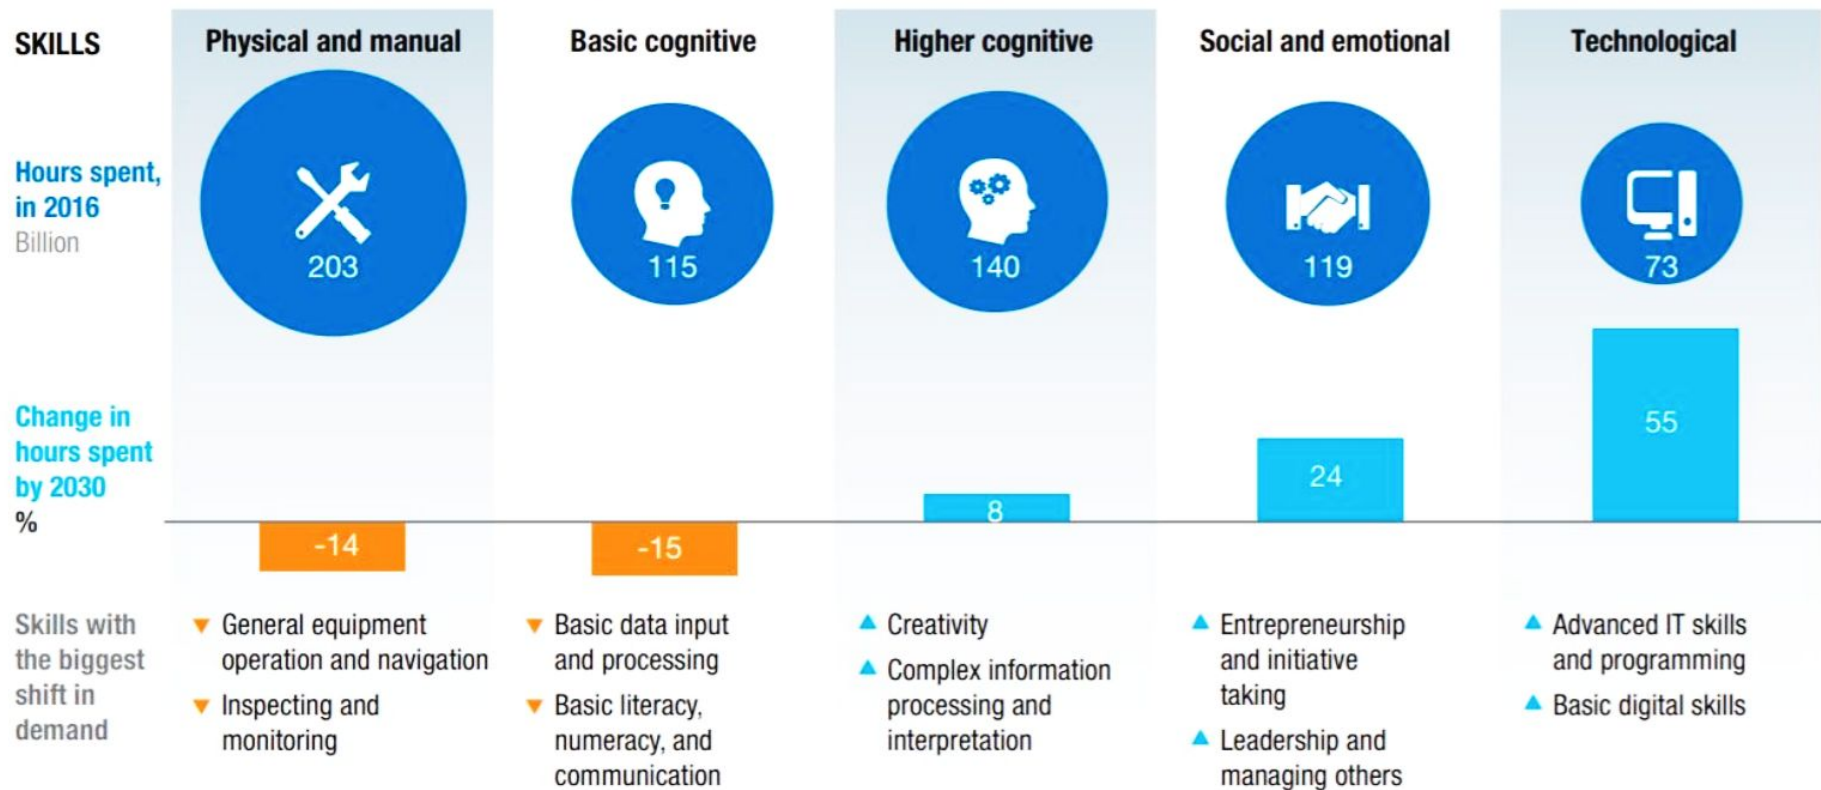 SKILLS
Physical and manual
Basic cognitive
Higher cognitive
Social and emotional
Technological
Hours spent,
in 2016
Billion
203
115
140
119
73
Change in
hours spent
by 2030
%
-14
-15
8
24
55
Skills with
the biggest
shift in
demand
General equipment
operation and navigation
Inspecting and
monitoring
Basic data input
and processing
Basic literacy,
numeracy, and
communication
Creativity
Complex information
processing and
interpretation
Entrepreneurship
and initiative
taking
Leadership and
managing others
Advanced IT skills
and programming
Basic digital skills